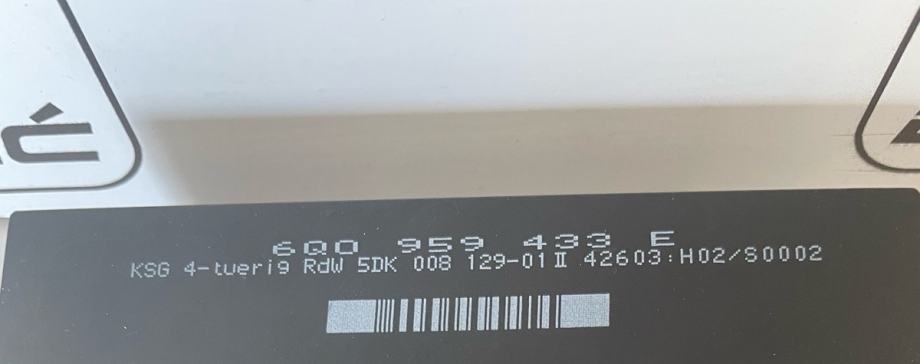 Ć
6Q0 959 433 E
KSG 4-tuerig RdW 5DK 008 129-01 II 42603:H02/S0002